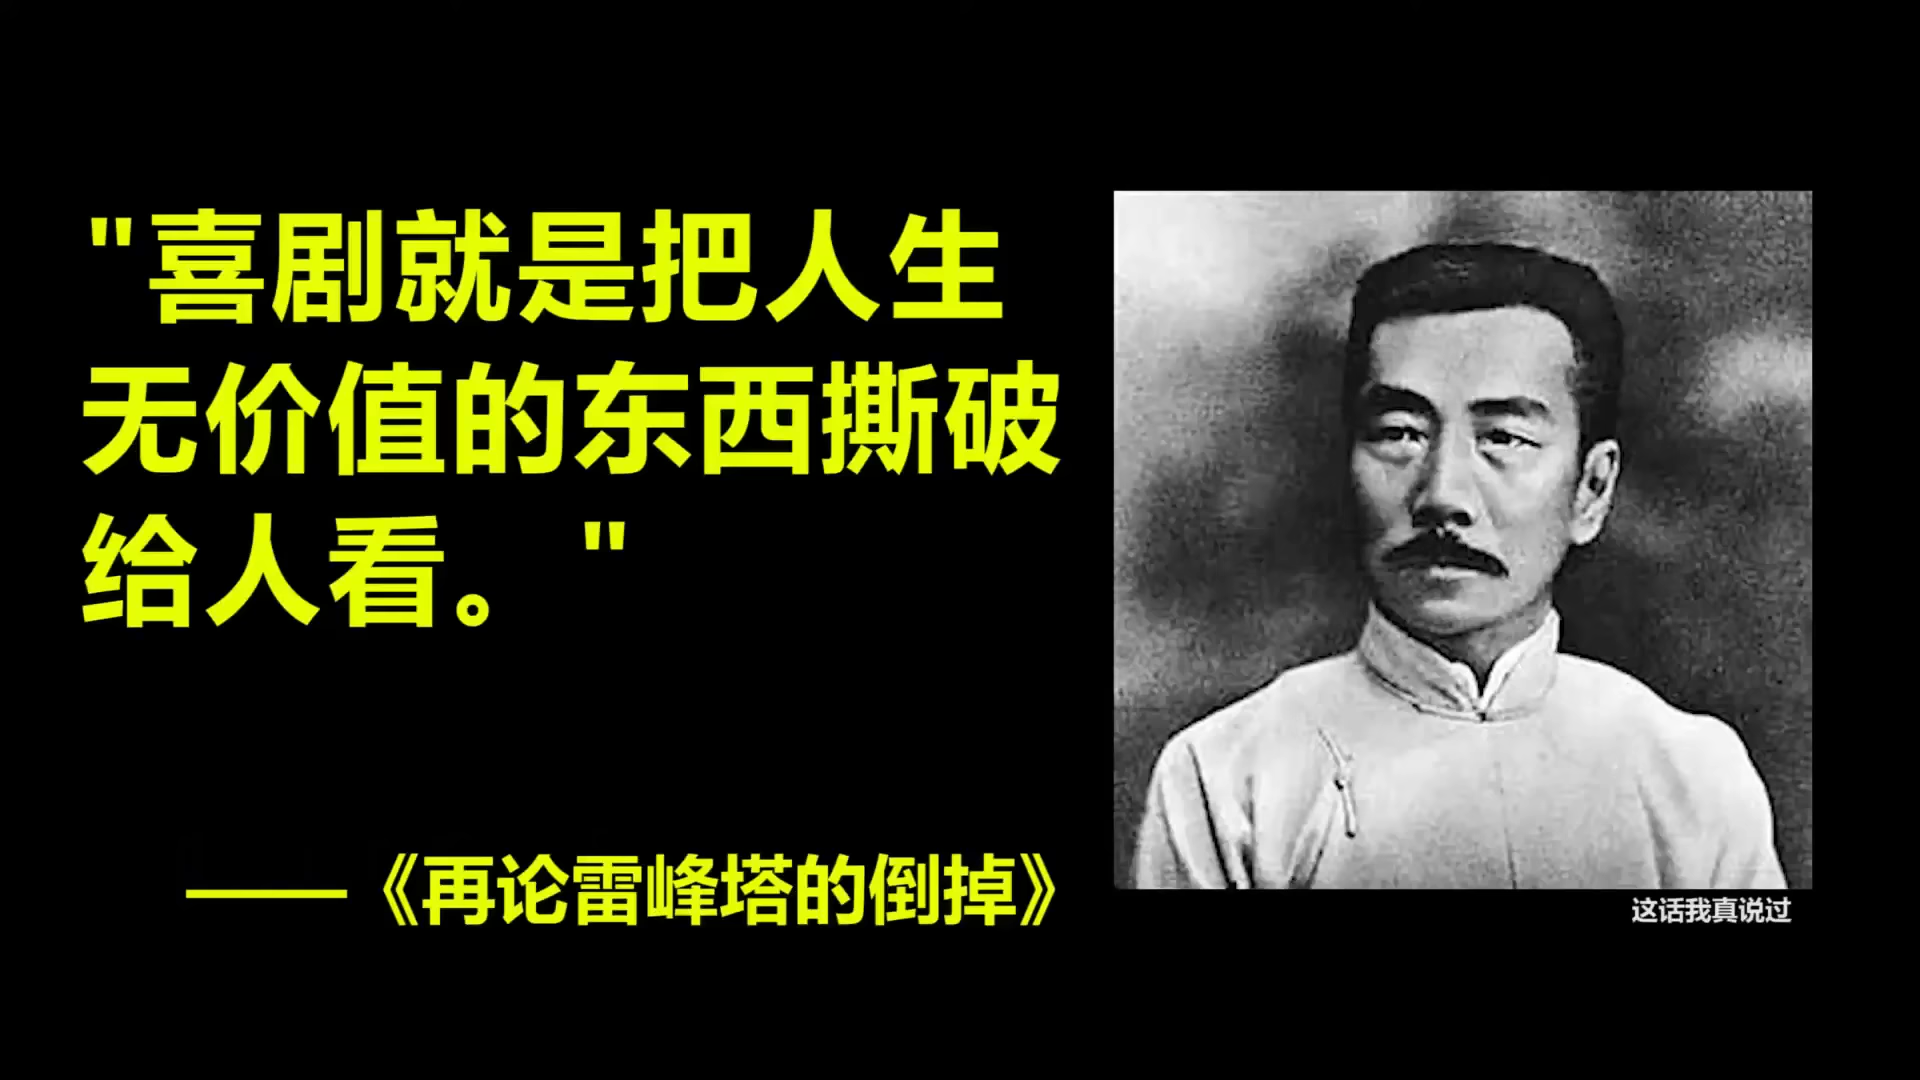 "喜剧就是把人生
无价值的东西撕破
给人看。"
——《再论雷峰塔的倒掉》
这话我真说过